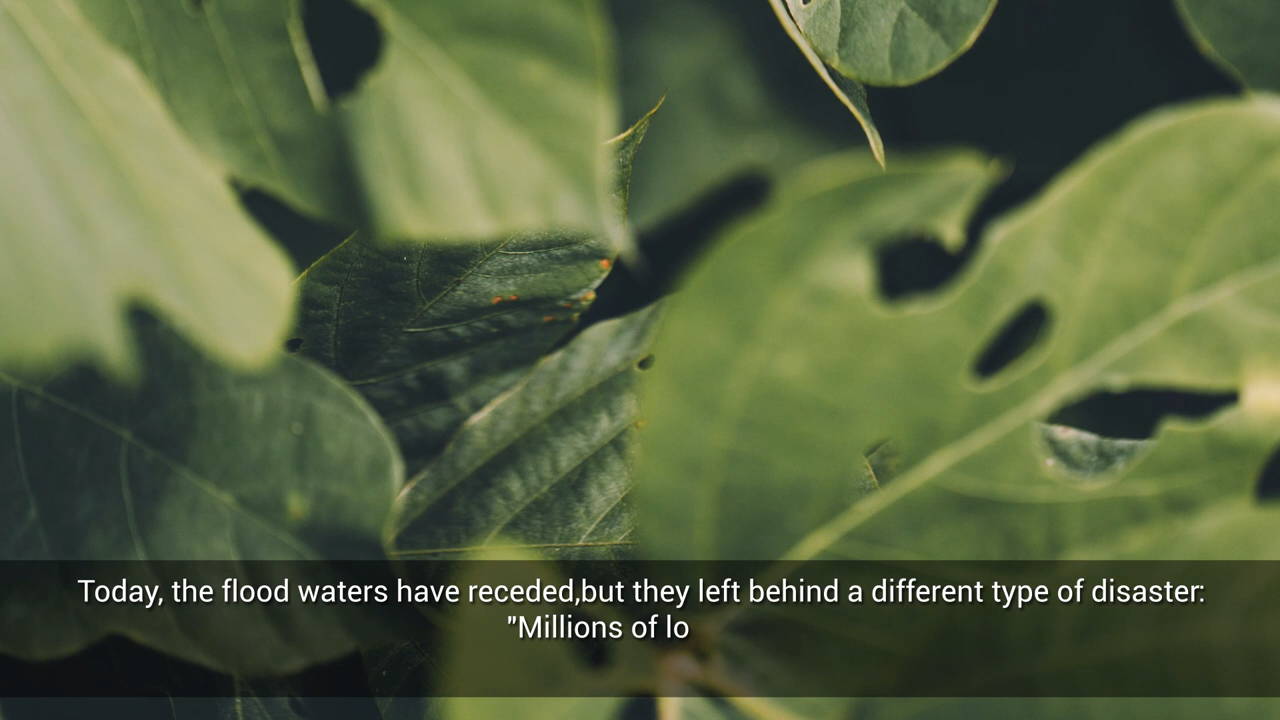 Today, the flood waters have receded,but they left behind a different type of disaster:
"Millions of lo